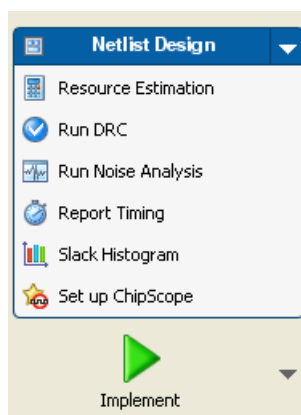 Netlist Design
Resource Estimation
Run DRC
Run Noise Analysis
Report Timing
Slack Histogram
Set up ChipScope
Implement